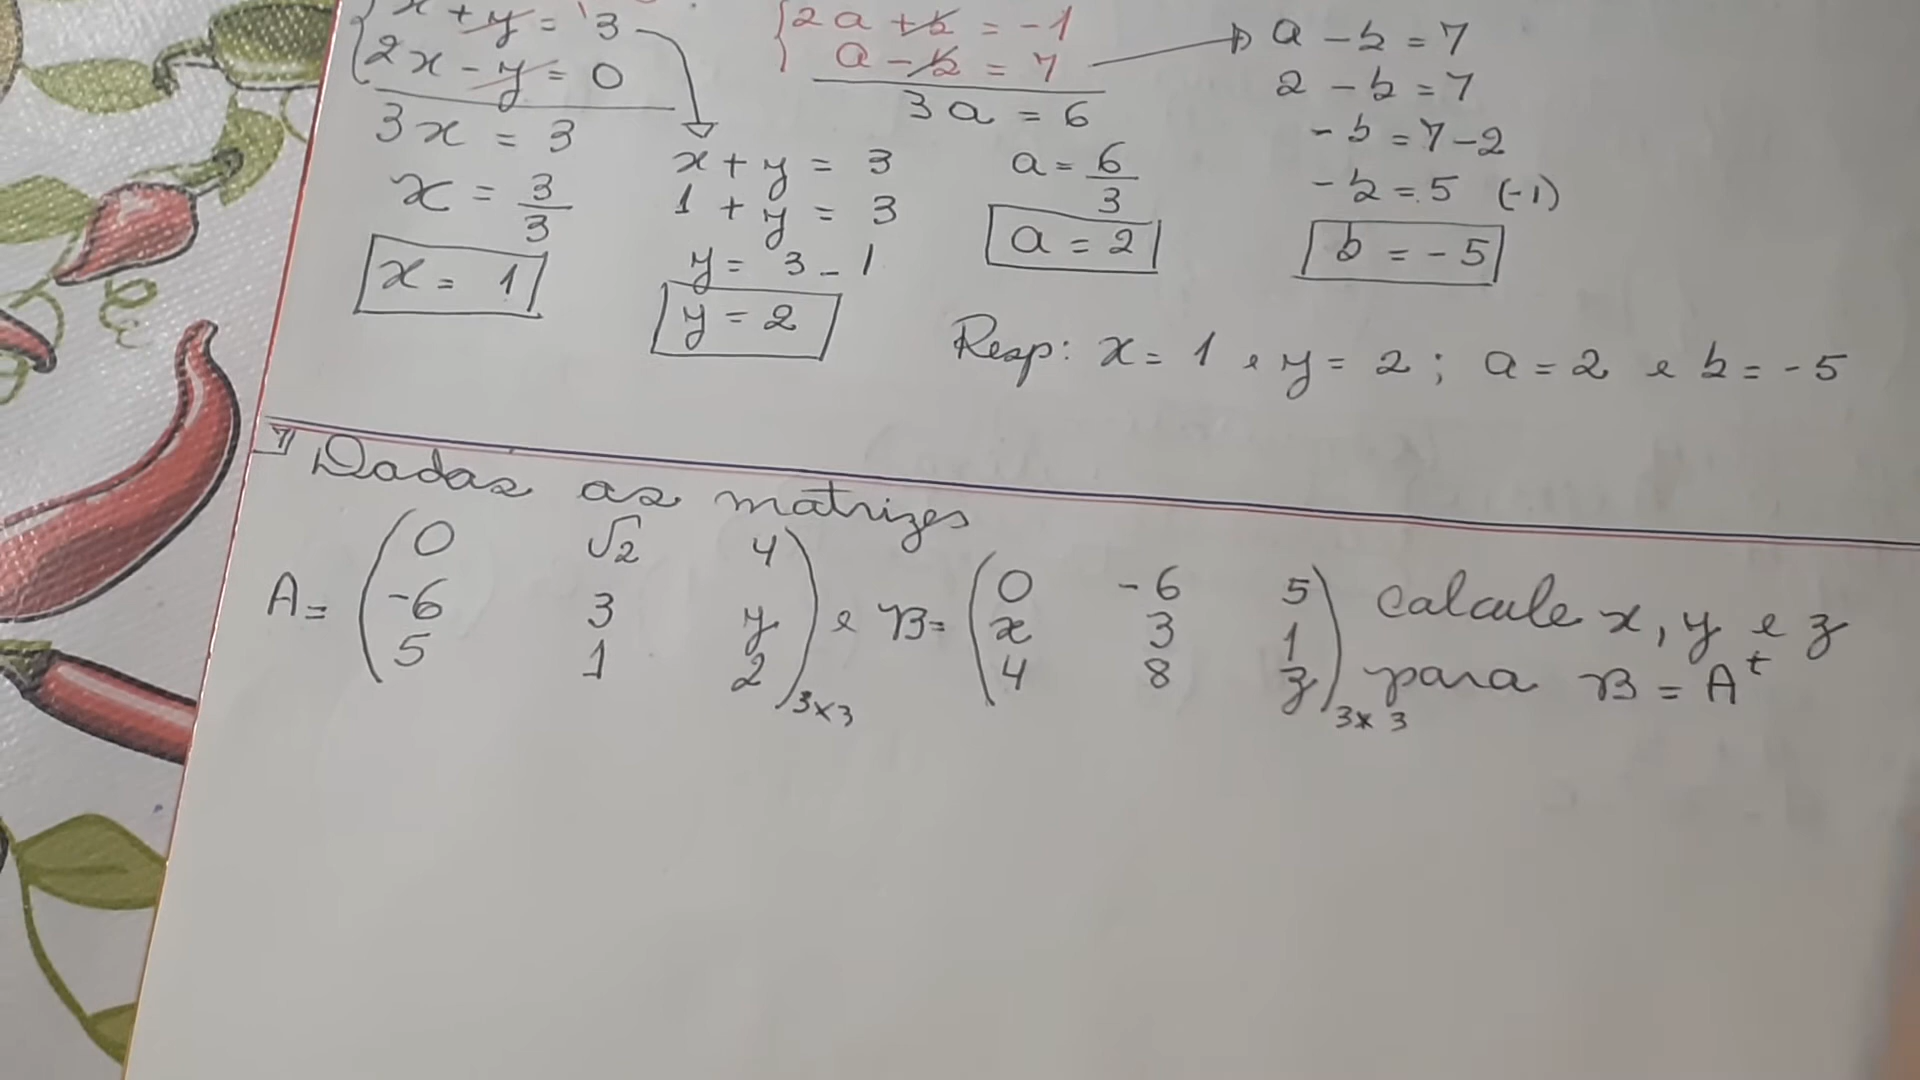 x + y = 3
2x - y = 0
3x = 3
x = 3/3
x = 1
x + y = 3
1 + y = 3
y = 3 - 1
y = 2
2a + b = -1
a - b = 7
3a = 6
a = 6/3
a = 2
a - b = 7
2 - b = 7
-b = 7-2
-b = 5 (-1)
b = -5
Resp: x = 1 e y = 2 ; a = 2 e b = -5
7 Dadas as matrizes
A = (0 √2 4
-6 3 y
5 1 2) 3x3
e B = (0 -6 5
x 3 1
4 8 z) 3x3
calcule x, y e z
para B = Aᵗ